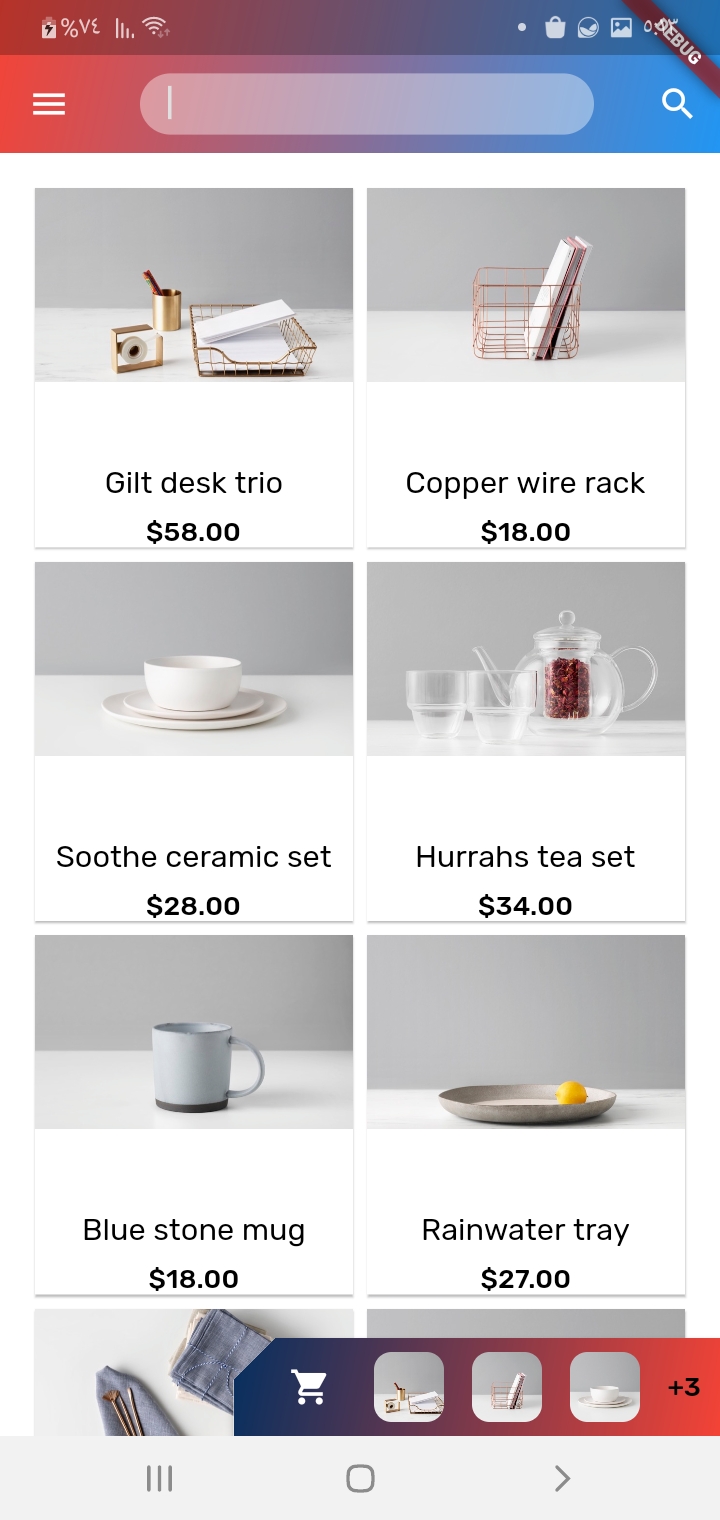 %٧٤
DEBUG
Gilt desk trio
Copper wire rack
$58.00
$18.00
Soothe ceramic set
Hurrahs tea set
$28.00
$34.00
Blue stone mug
Rainwater tray
$18.00
$27.00
+3